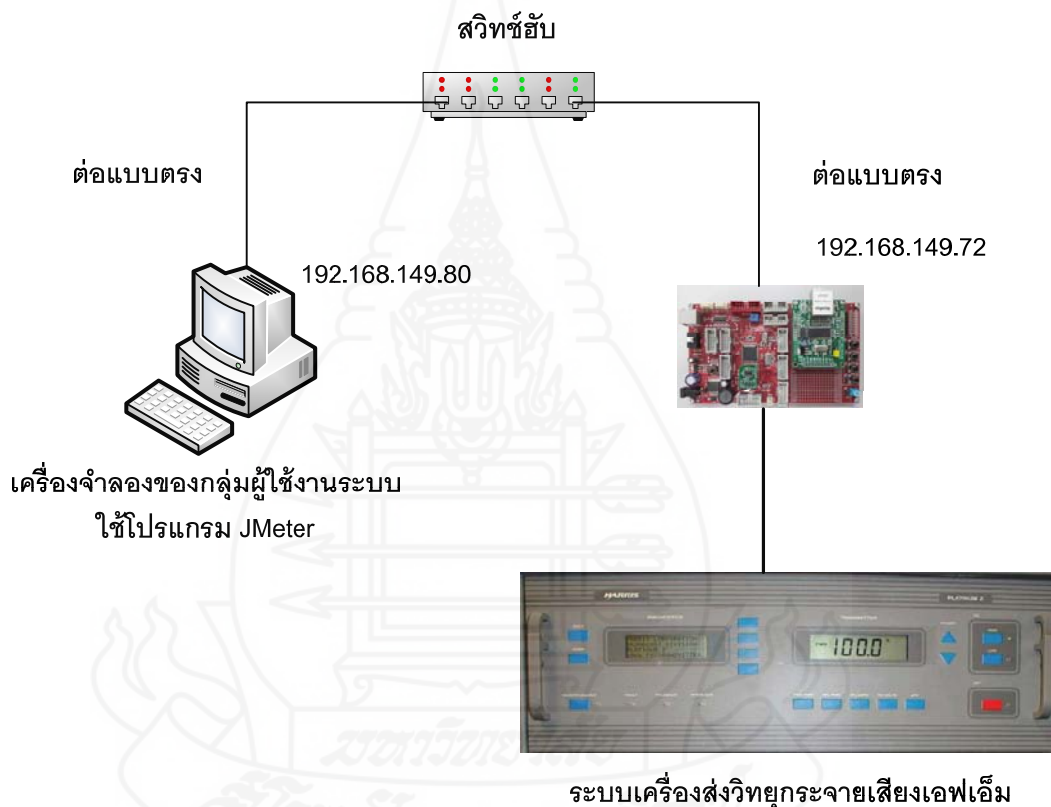 สวิทช์ฮับ
ต่อแบบตรง
ต่อแบบตรง
192.168.149.80
192.168.149.72
เครื่องจำลองของกลุ่มผู้ใช้งานระบบ
ใช้โปรแกรม JMeter
HARRIS
PLATINUM Z
TRANSMITTER
100.0
ระบบเครื่องส่งวิทยุกระจายเสียงเอฟเอ็ม